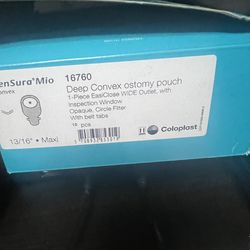 enSura® Mio
onvex
16760
Deep Convex ostomy pouch
1-Piece EasiClose WIDE Outlet, with
Inspection Window
Opaque, Circle Filter
With belt tabs
10 pcs
13/16" • Maxi
Coloplast